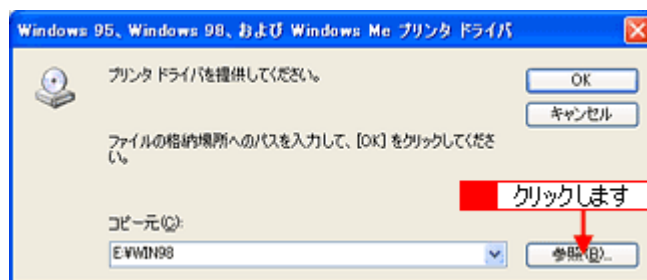 Windows 95、Windows 98、および Windows Me プリンタ ドライバ
プリンタ ドライバを提供してください。
OK
キャンセル
ファイルの格納場所へのパスを入力して、[OK] をクリックしてくださ
い。
クリックします
コピー元(C):
E:¥WIN98
参照(B)...